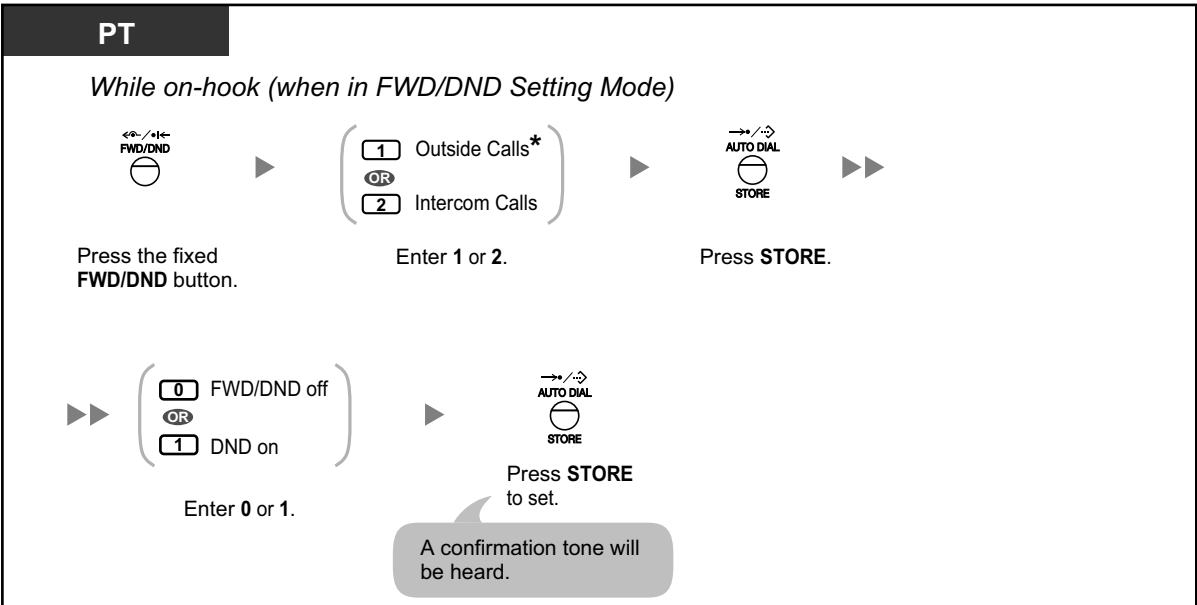 PT
While on-hook (when in FWD/DND Setting Mode)
FWD/DND
1 Outside Calls*
OR
2 Intercom Calls
AUTO DIAL
STORE
Press the fixed
FWD/DND button.
Enter 1 or 2.
Press STORE.
0 FWD/DND off
OR
1 DND on
AUTO DIAL
STORE
Enter 0 or 1.
Press STORE
to set.
A confirmation tone will
be heard.